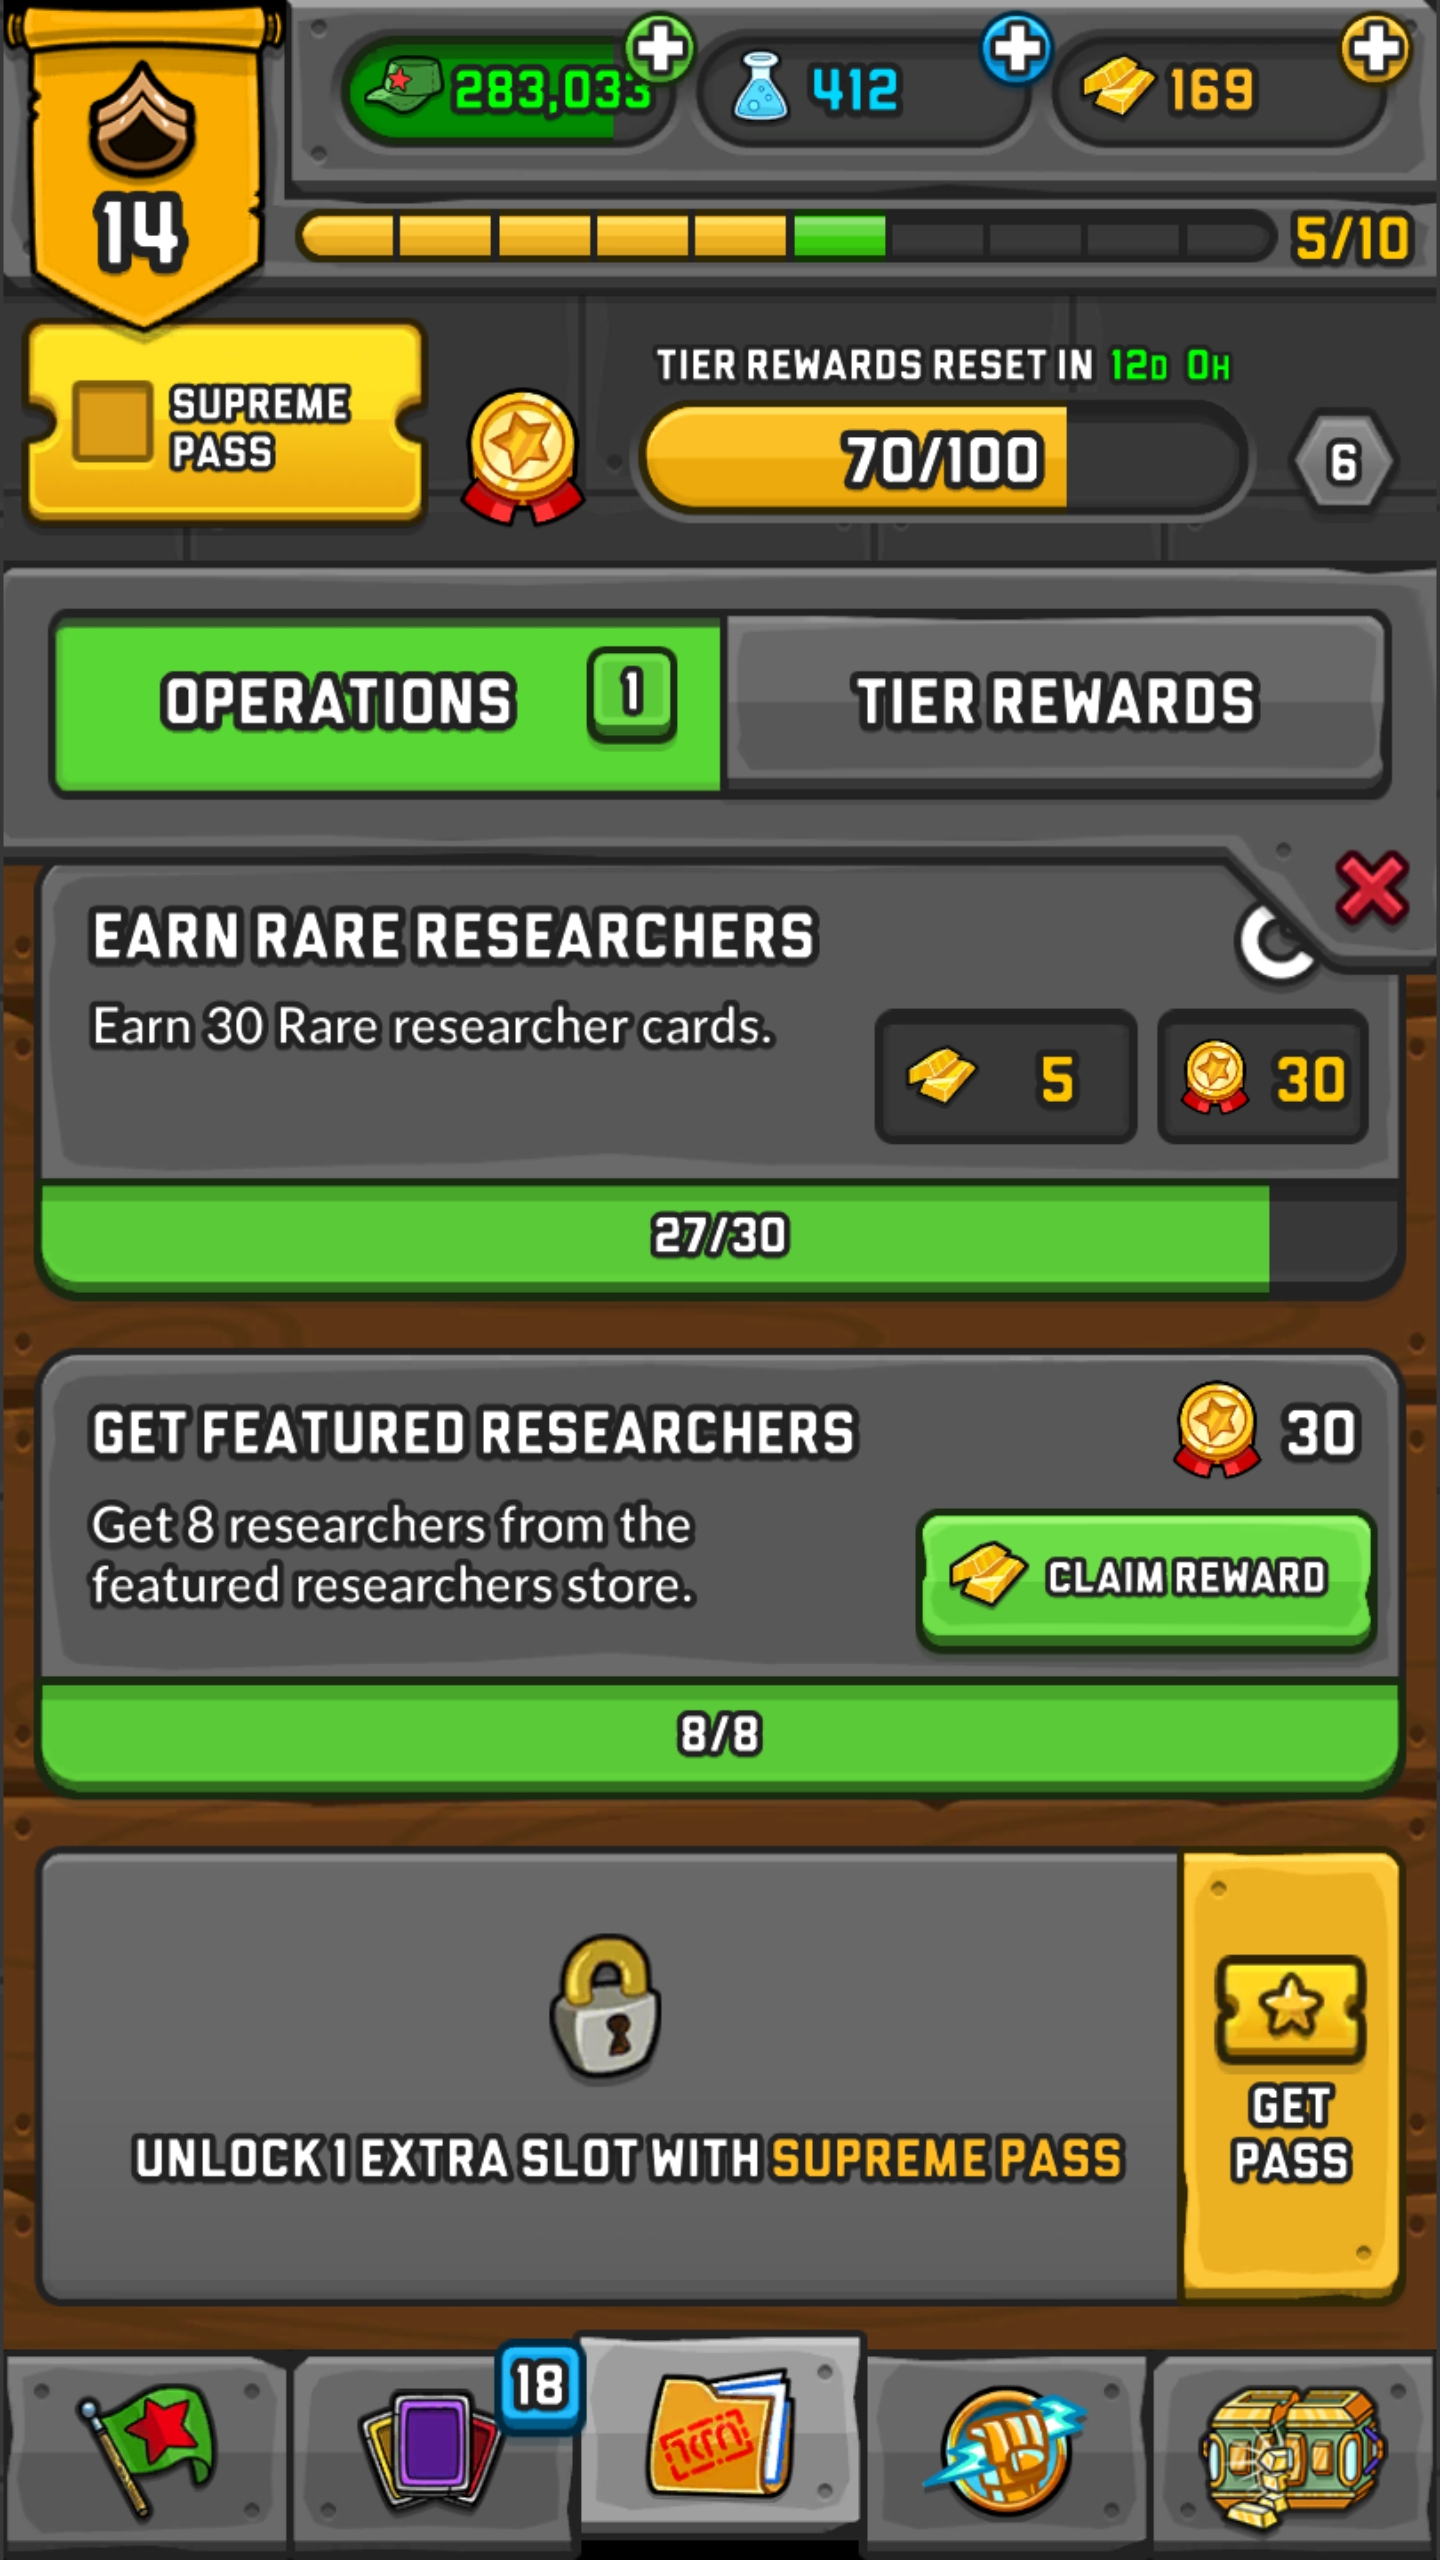 283,033
412
169
14
5/10
SUPREME
PASS
TIER REWARDS RESET IN 12D 0H
70/100
6
OPERATIONS
1
TIER REWARDS
EARN RARE RESEARCHERS
Earn 30 Rare researcher cards.
5
30
27/30
GET FEATURED RESEARCHERS
30
Get 8 researchers from the
featured researchers store.
CLAIM REWARD
8/8
UNLOCK 1 EXTRA SLOT WITH SUPREME PASS
GET
PASS
18